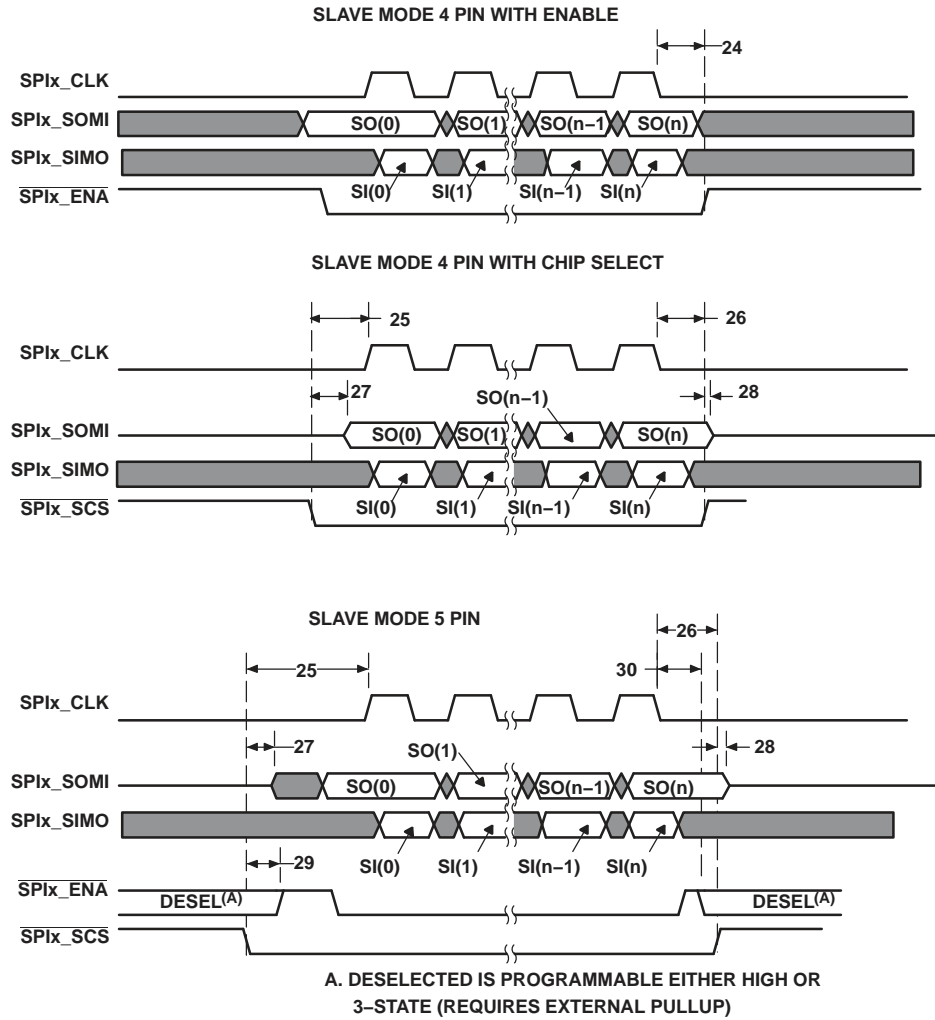 SLAVE MODE 4 PIN WITH ENABLE
24
SPIx_CLK
SPIx_SOMI
SO(0) SO(1) SO(n−1) SO(n)
SPIx_SIMO
SI(0) SI(1) SI(n−1) SI(n)
SPIx_ENA
SLAVE MODE 4 PIN WITH CHIP SELECT
25 26
SPIx_CLK
27 28
SO(n−1)
SPIx_SOMI
SO(0) SO(1) SO(n)
SPIx_SIMO
SI(0) SI(1) SI(n−1) SI(n)
SPIx_SCS
SLAVE MODE 5 PIN
26
25 30
SPIx_CLK
27 28
SO(1)
SPIx_SOMI
SO(0) SO(n−1) SO(n)
SPIx_SIMO
SI(0) SI(1) SI(n−1) SI(n)
29
SPIx_ENA
DESEL(A) DESEL(A)
SPIx_SCS
A. DESELECTED IS PROGRAMMABLE EITHER HIGH OR
3−STATE (REQUIRES EXTERNAL PULLUP)